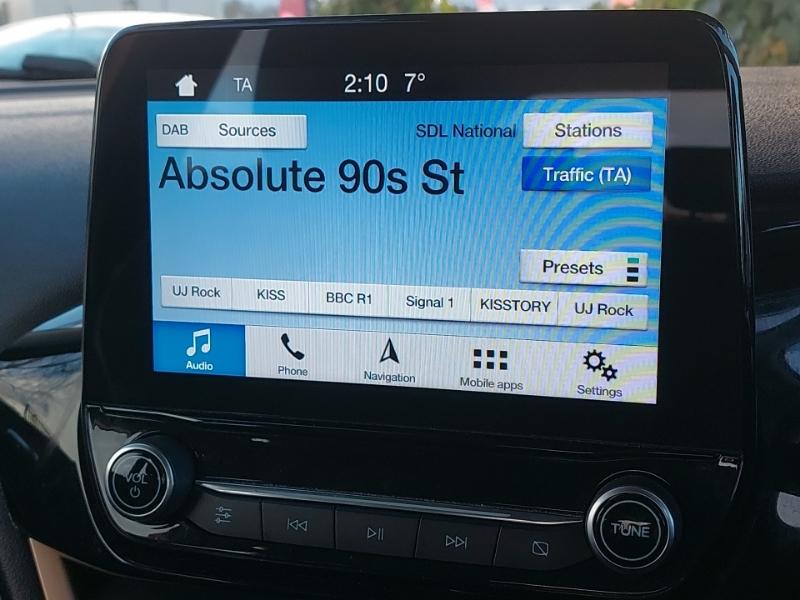 TA 2:10 7°
DAB Sources SDL National Stations
Absolute 90s St
Traffic (TA)
Presets
UJ Rock KISS BBC R1 Signal 1 KISSTORY UJ Rock
Audio Phone Navigation Mobile apps Settings
VOL
TUNE